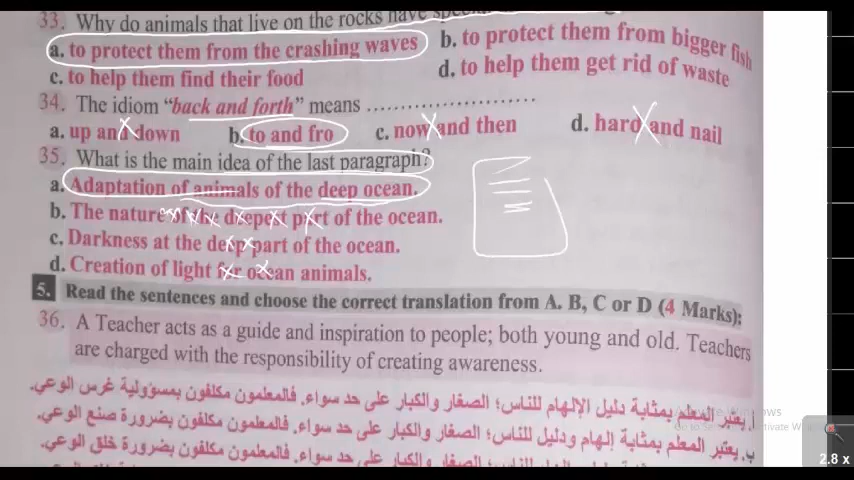 33. Why do animals that live on the rocks have
a. to protect them from the crashing waves b. to protect them from bigger fish
c. to help them find their food d. to help them get rid of waste
34. The idiom “back and forth” means ................................
a. up and down b. to and fro c. now and then d. hard and nail
35. What is the main idea of the last paragraph?
a. Adaptation of animals of the deep ocean.
b. The nature of the deepest part of the ocean.
c. Darkness at the deep part of the ocean.
d. Creation of light for ocean animals.
5. Read the sentences and choose the correct translation from A. B, C or D (4 Marks):
36. A Teacher acts as a guide and inspiration to people; both young and old. Teachers
are charged with the responsibility of creating awareness.
أ. يعتبر المعلم بمثابة دليل الإلهام للناس؛ الصغار والكبار على حد سواء. فالمعلمون مكلفون بمسؤولية غرس الوعي.
ب. يعتبر المعلم بمثابة إلهام ودليل للناس؛ الصغار والكبار على حد سواء. فالمعلمون مكلفون بضرورة صنع الوعي.
الصغار والكبار على حد سواء. فالمعلمون مكلفون بضرورة خلق الوعي.
2.8 x